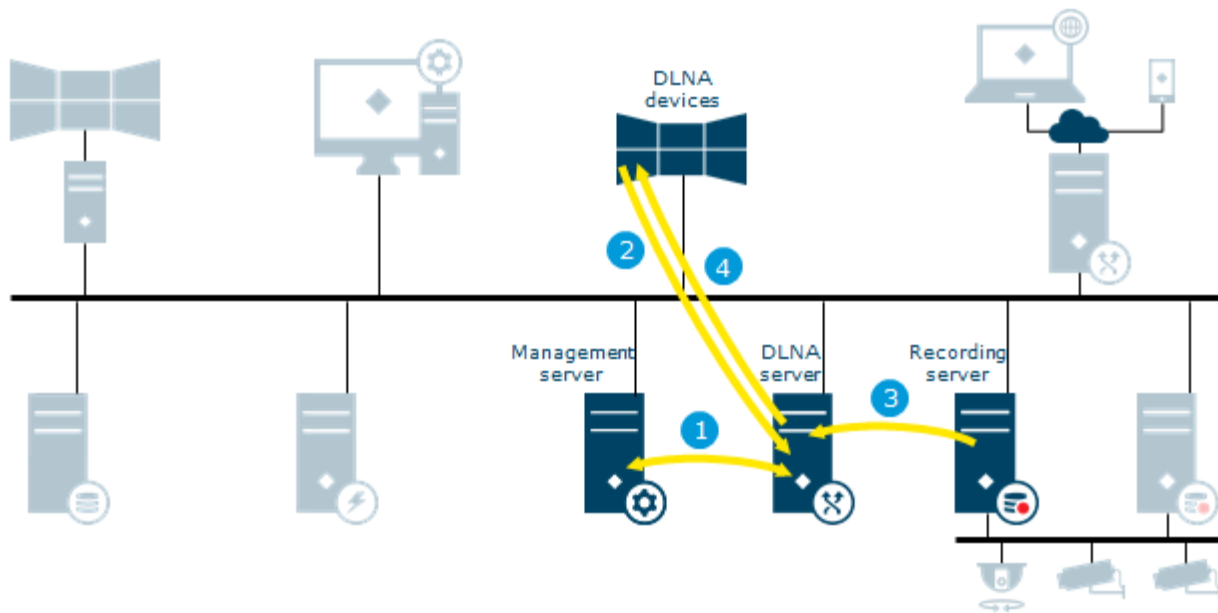 DLNA
devices
2
4
Management
server
DLNA
server
Recording
server
1
3